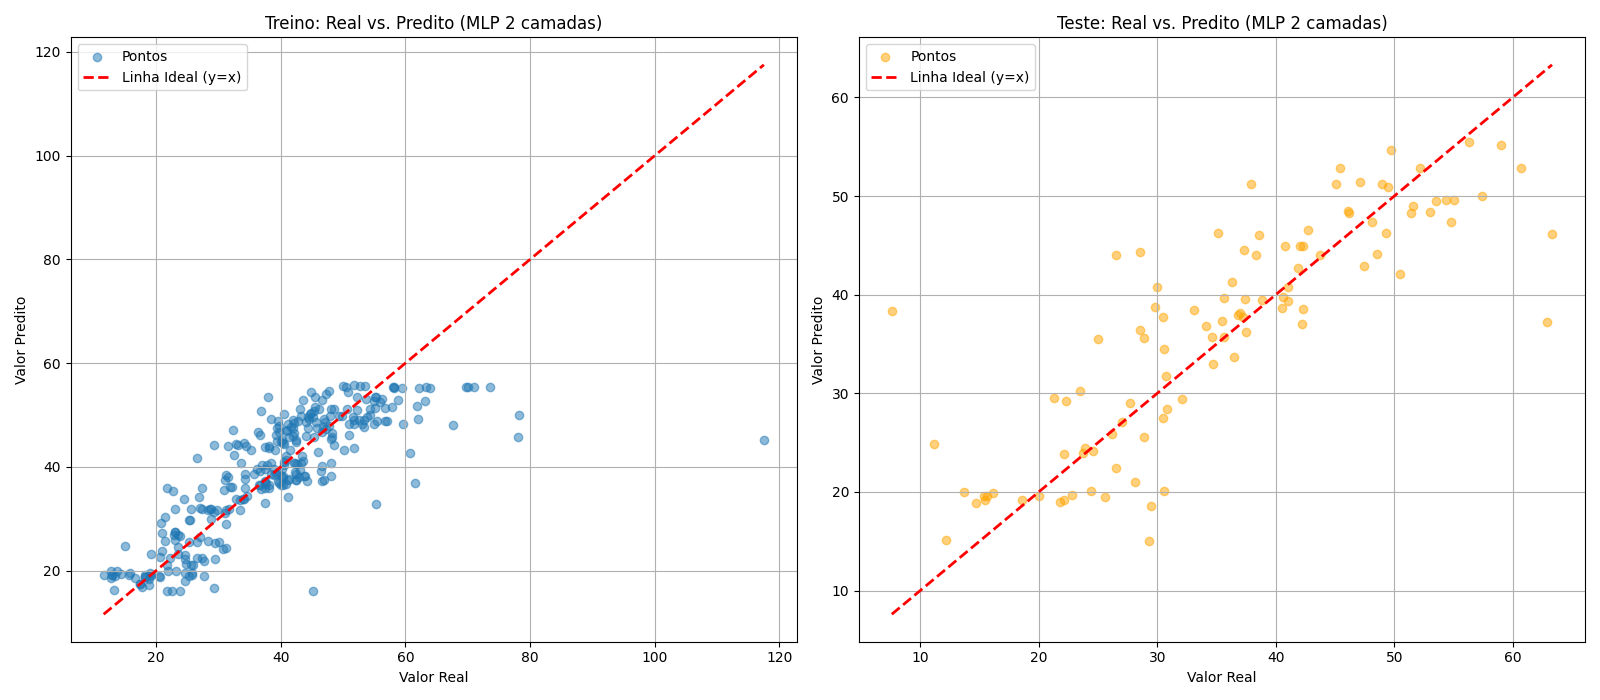 Treino: Real vs. Predito (MLP 2 camadas)
Pontos
Linha Ideal (y=x)
120
100
80
60
40
20
Valor Predito
20 40 60 80 100 120
Valor Real
Teste: Real vs. Predito (MLP 2 camadas)
Pontos
Linha Ideal (y=x)
60
50
40
30
20
10
Valor Predito
10 20 30 40 50 60
Valor Real